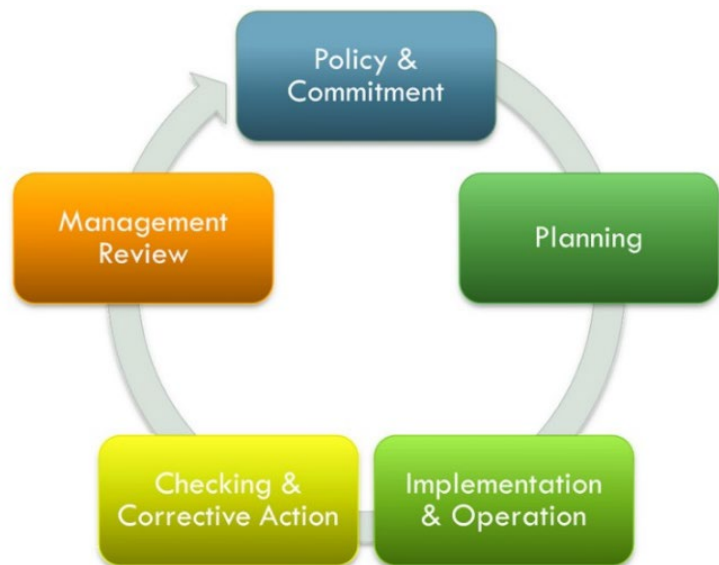 Policy &
Commitment
Planning
Implementation
& Operation
Checking &
Corrective Action
Management
Review